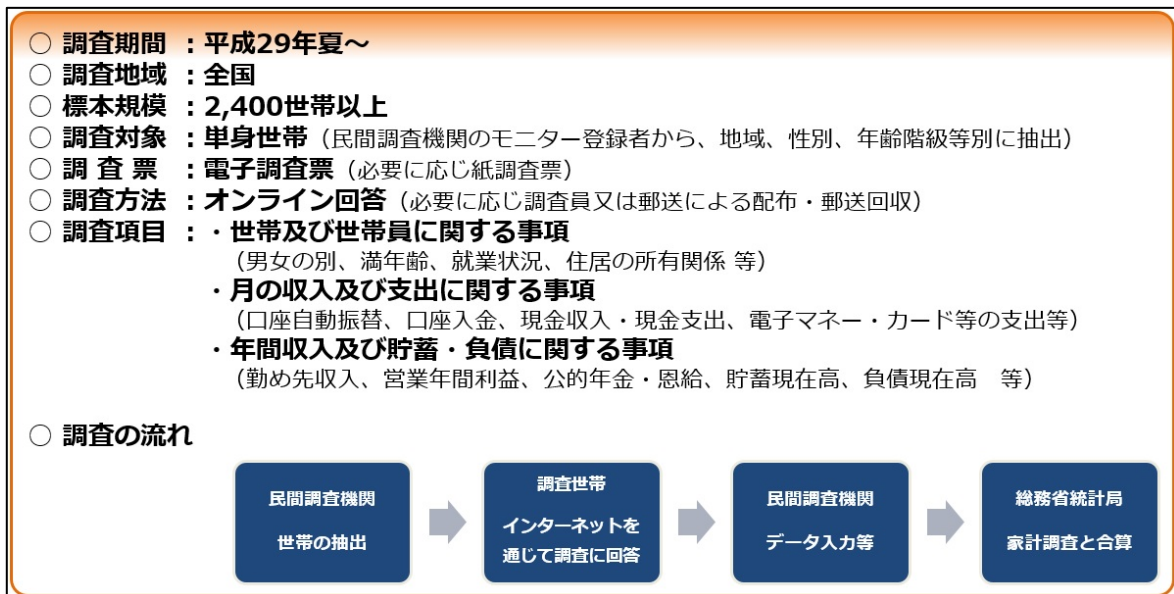 ○ 調査期間 ：平成29年夏～
○ 調査地域 ：全国
○ 標本規模 ：2,400世帯以上
○ 調査対象 ：単身世帯（民間調査機関のモニター登録者から、地域、性別、年齢階級等別に抽出）
○ 調 査 票 ：電子調査票（必要に応じ紙調査票）
○ 調査方法 ：オンライン回答（必要に応じ調査員又は郵送による配布・郵送回収）
○ 調査項目 ：・世帯及び世帯員に関する事項
（男女の別、満年齢、就業状況、住居の所有関係 等）
・月の収入及び支出に関する事項
（口座自動振替、口座入金、現金収入・現金支出、電子マネー・カード等の支出等）
・年間収入及び貯蓄・負債に関する事項
（勤め先収入、営業年間利益、公的年金・恩給、貯蓄現在高、負債現在高　等）
○ 調査の流れ
民間調査機関
世帯の抽出
調査世帯
インターネットを
通じて調査に回答
民間調査機関
データ入力等
総務省統計局
家計調査と合算